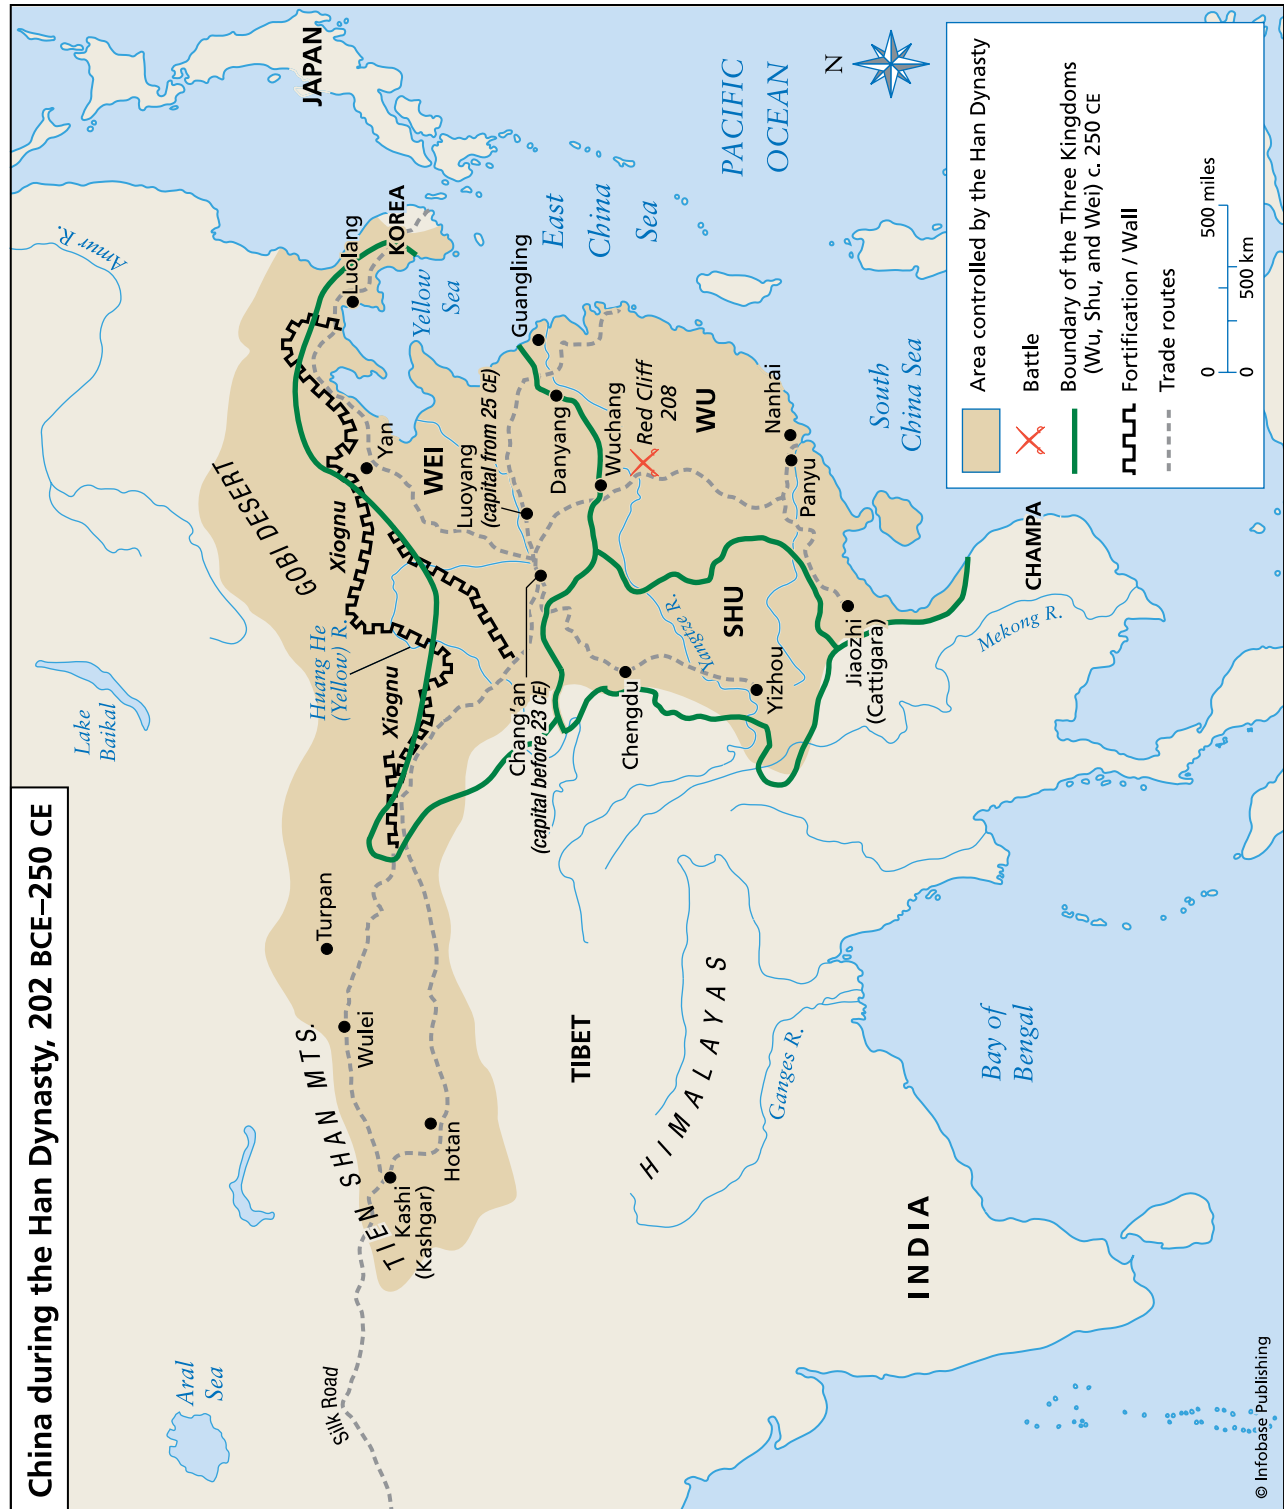 China during the Han Dynasty, 202 BCE–250 CE
Aral
Sea
Lake
Baikal
Amur R.
JAPAN
Silk Road
TIEN SHAN MTS.
Kashi
(Kashgar)
Hotan
Wulei
Turpan
GOBI DESERT
Xiognu
Xiognu
Huang He
(Yellow) R.
Yan
Luolang
KOREA
Yellow
Sea
WEI
Luoyang
(capital from 25 CE)
Chang’an
(capital before 23 CE)
Guangling
Danyang
Wuchang
Red Cliff
208
WU
East
China
Sea
PACIFIC
OCEAN
N
TIBET
HIMALAYAS
Ganges R.
INDIA
Bay of
Bengal
Chengdu
Yangtze R.
SHU
Yizhou
Nanhai
Panyu
Jiaozhi
(Cattigara)
South
China Sea
Mekong R.
CHAMPA
Area controlled by the Han Dynasty
Battle
Boundary of the Three Kingdoms
(Wu, Shu, and Wei) c. 250 CE
Fortification / Wall
Trade routes
0 500 miles
0 500 km
© Infobase Publishing